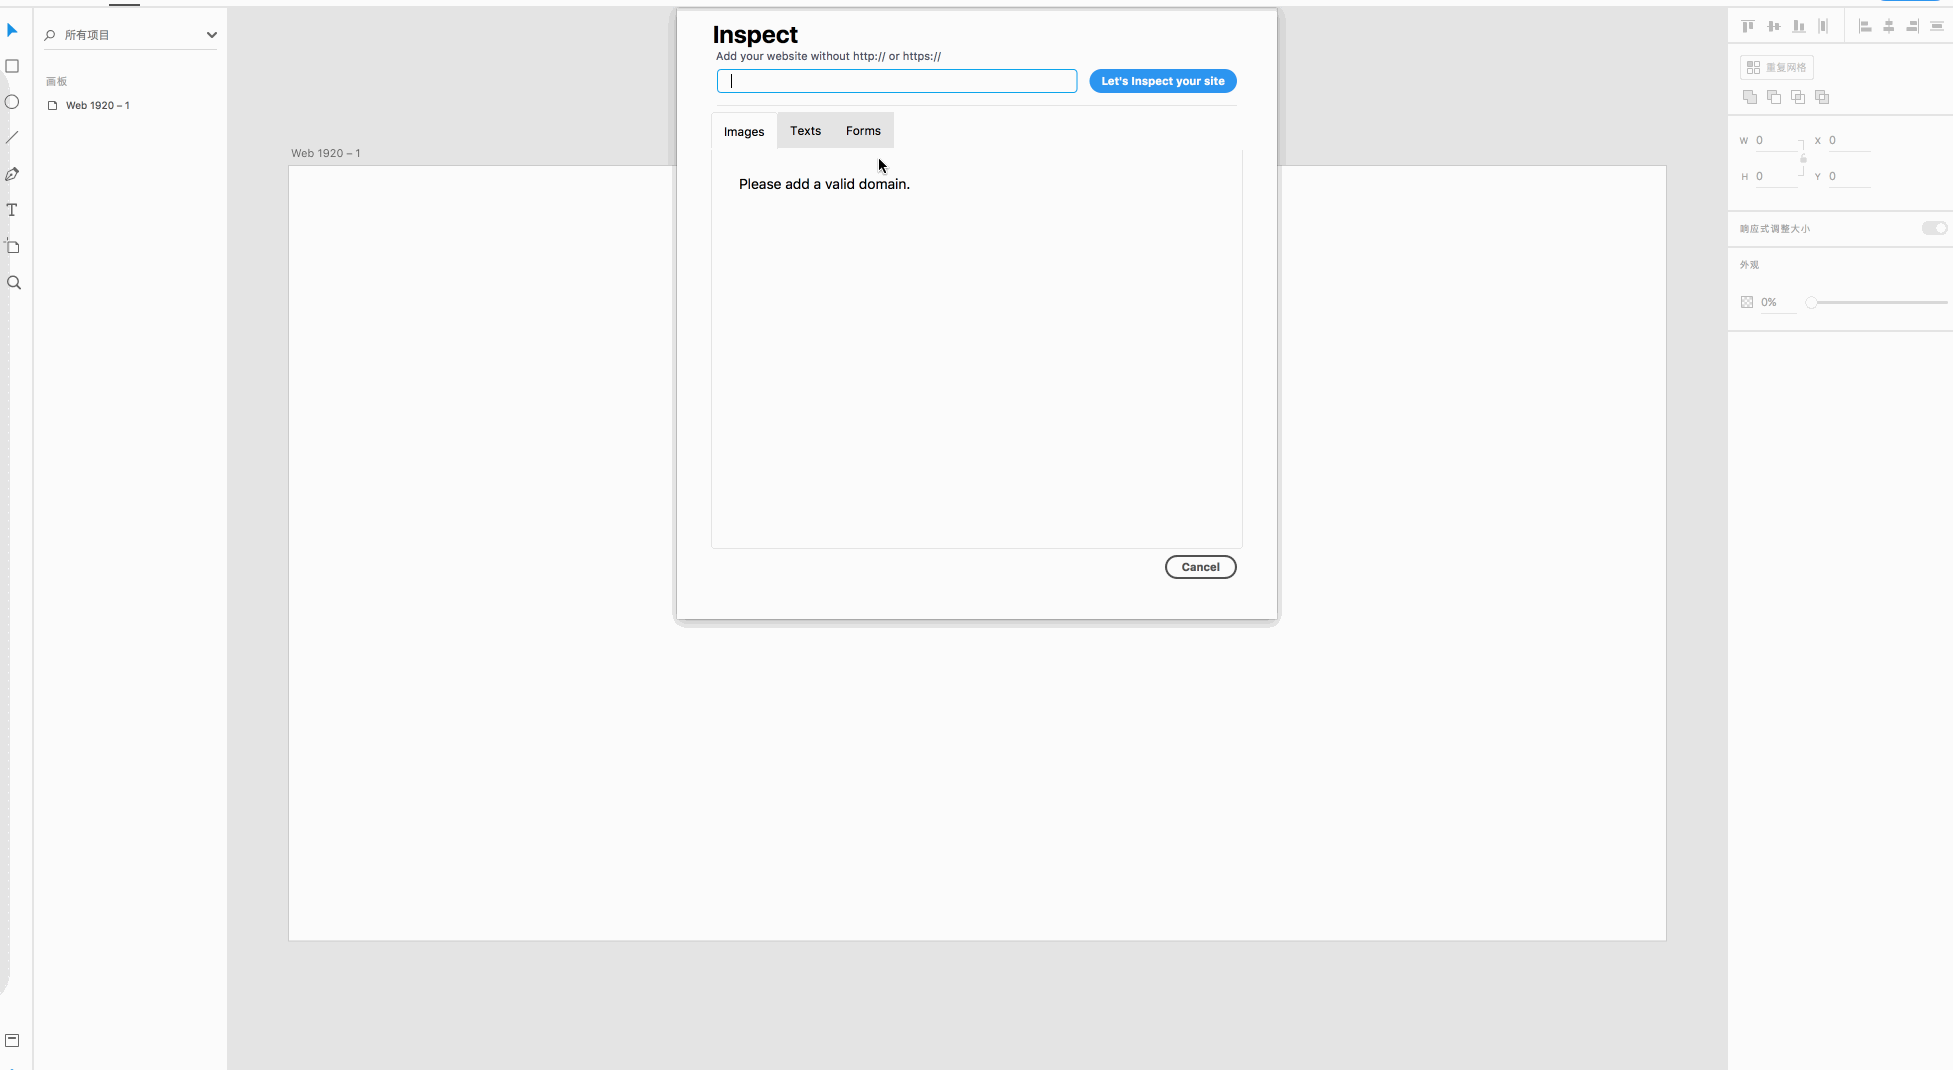 所有项目
画板
Web 1920 – 1
Web 1920 – 1
Inspect
Add your website without http:// or https://
Let's Inspect your site
Images Texts Forms
Please add a valid domain.
Cancel
重复网格
W 0 X 0
H 0 Y 0
响应式调整大小
外观
0%